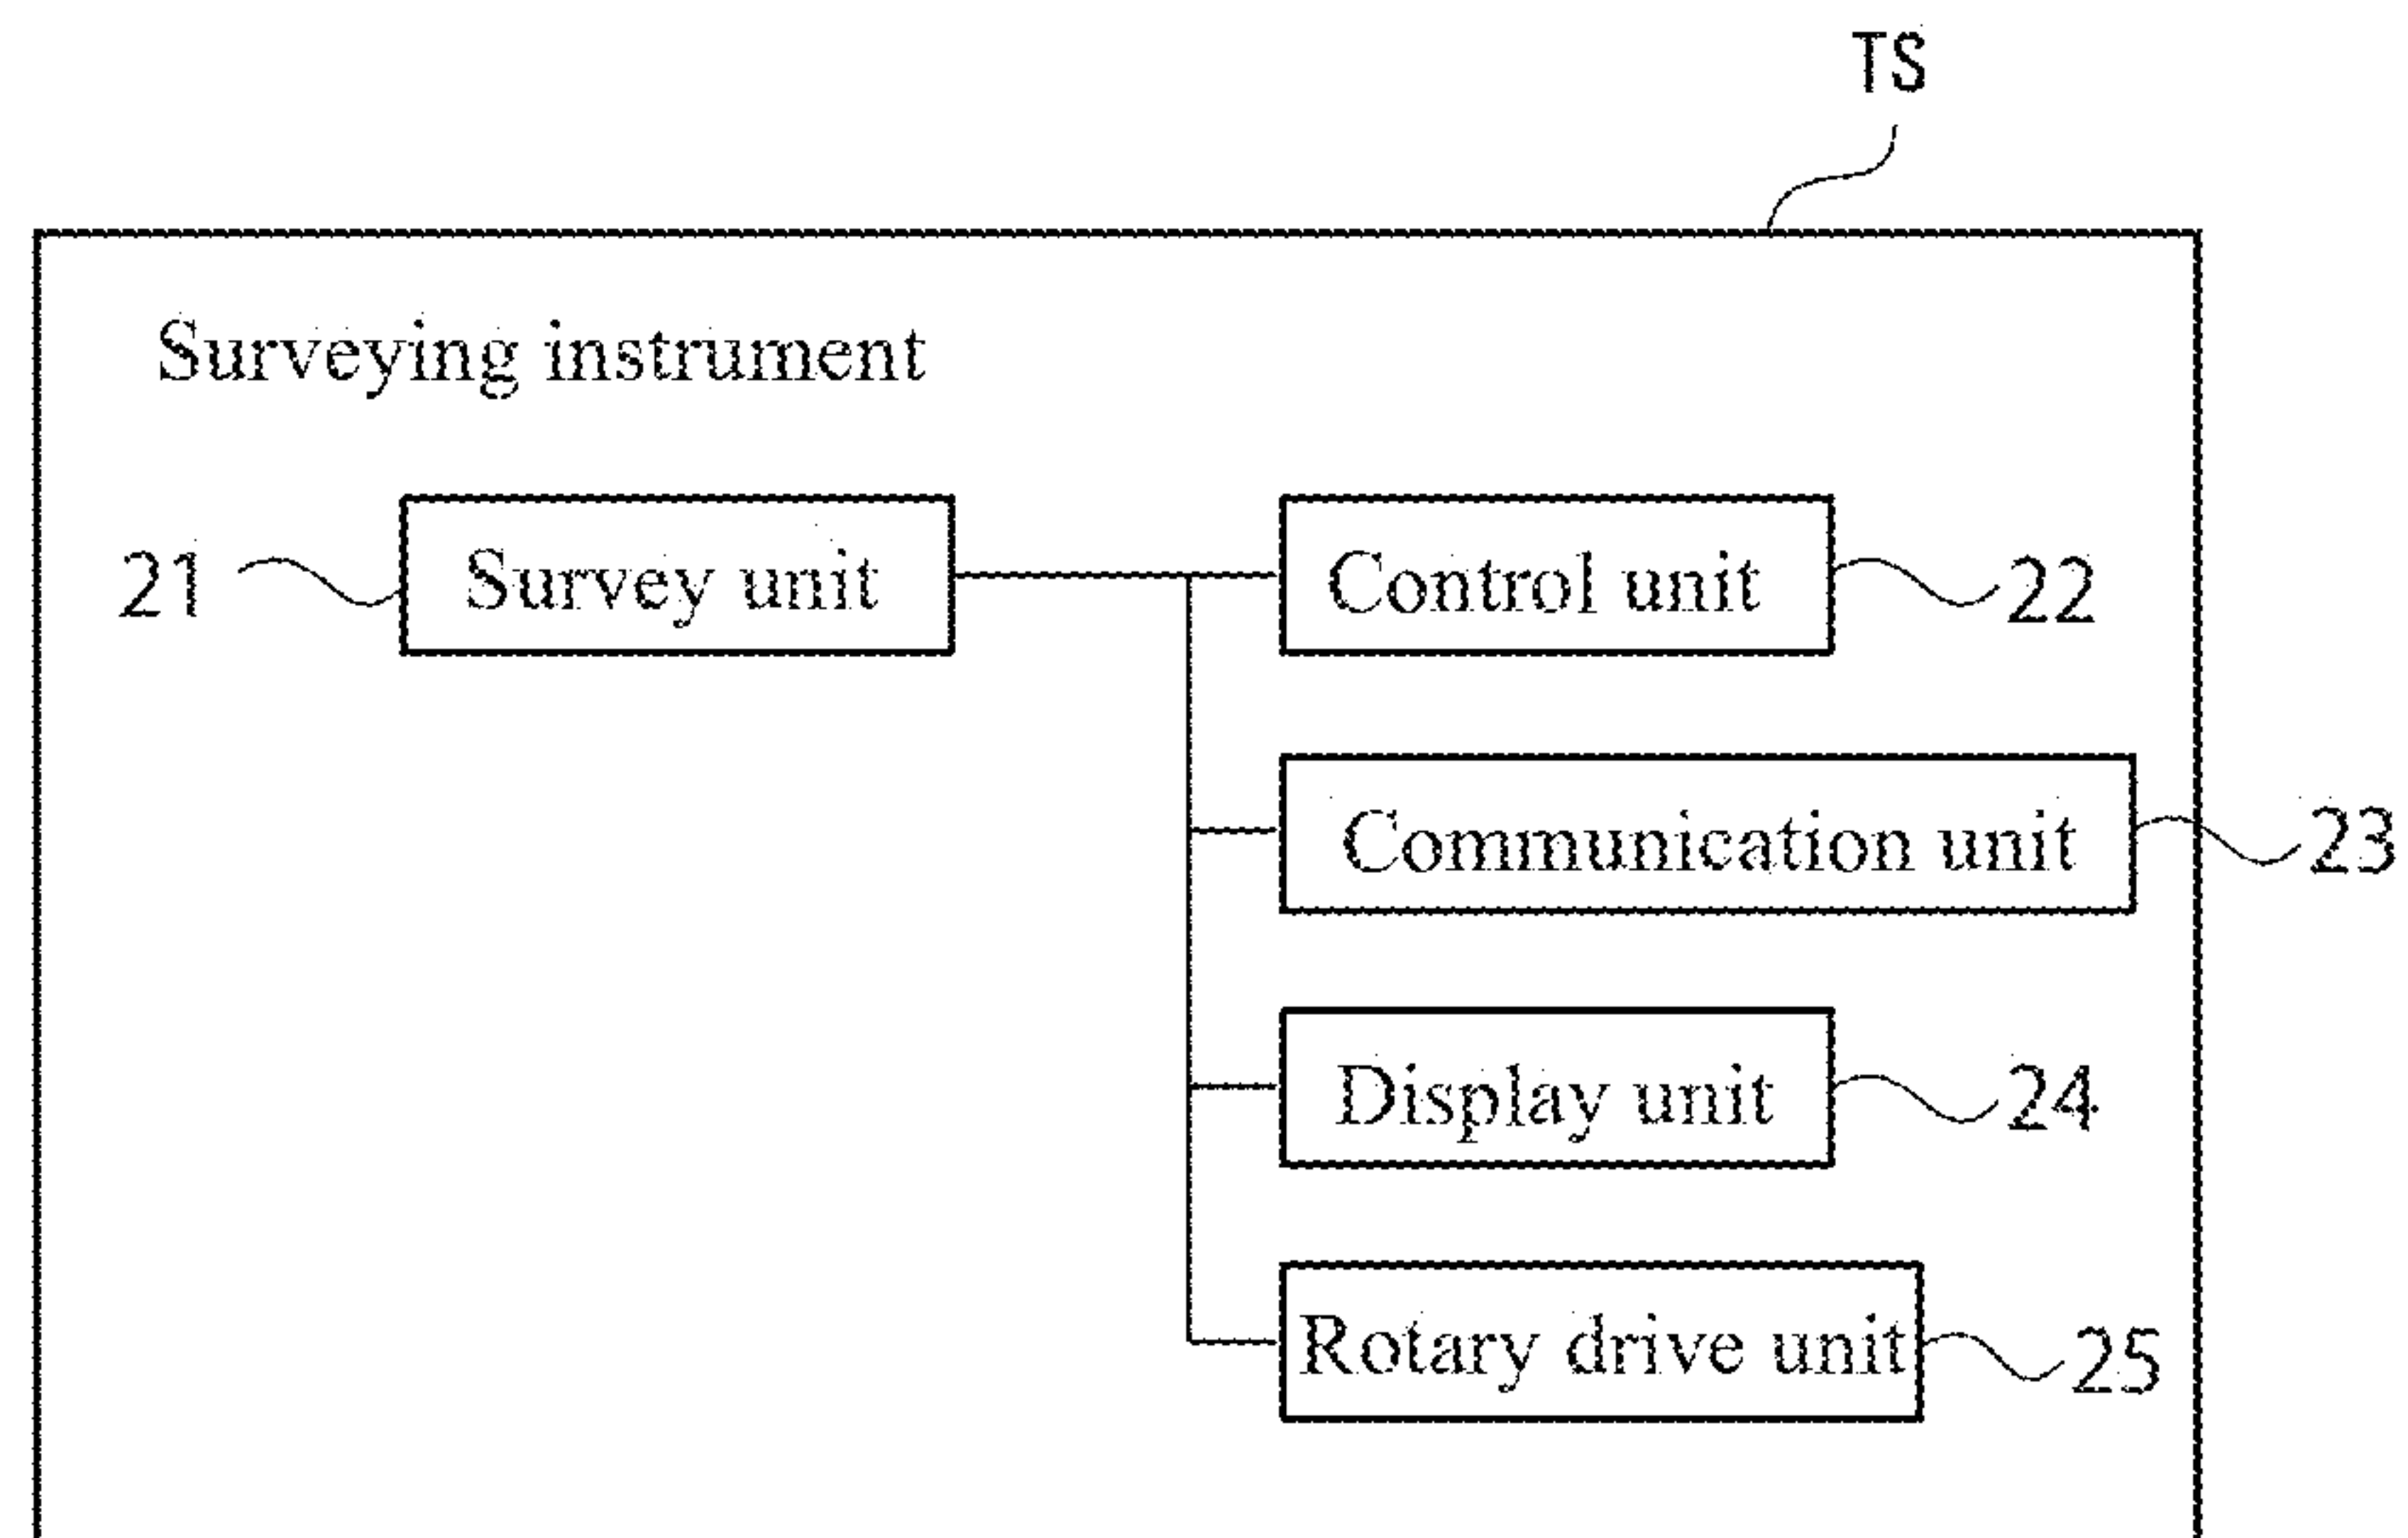 TS
Surveying instrument
21 Survey unit Control unit 22
Communication unit 23
Display unit 24
Rotary drive unit 25